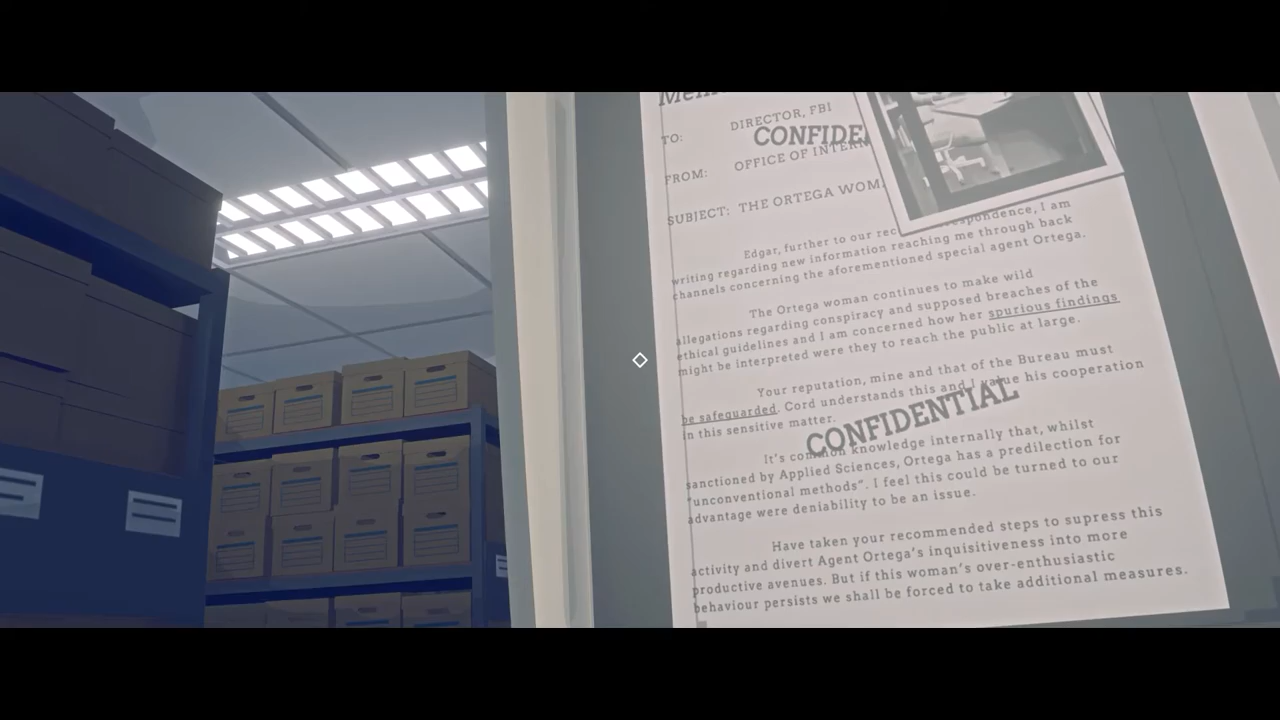 TO: DIRECTOR, FBI
CONFIDE
FROM: OFFICE OF INTERN
SUBJECT: THE ORTEGA WOMA
Edgar, further to our rec spondence, I am
writing regarding new information reaching me through back
channels concerning the aforementioned special agent Ortega.
The Ortega woman continues to make wild
allegations regarding conspiracy and supposed breaches of the
ethical guidelines and I am concerned how her spurious findings
might be interpreted were they to reach the public at large.
Your reputation, mine and that of the Bureau must
be safeguarded. Cord understands this and I value his cooperation
in this sensitive matter.
CONFIDENTIAL
It's common knowledge internally that, whilst
sanctioned by Applied Sciences, Ortega has a predilection for
"unconventional methods". I feel this could be turned to our
advantage were deniability to be an issue.
Have taken your recommended steps to supress this
activity and divert Agent Ortega's inquisitiveness into more
productive avenues. But if this woman's over-enthusiastic
behaviour persists we shall be forced to take additional measures.